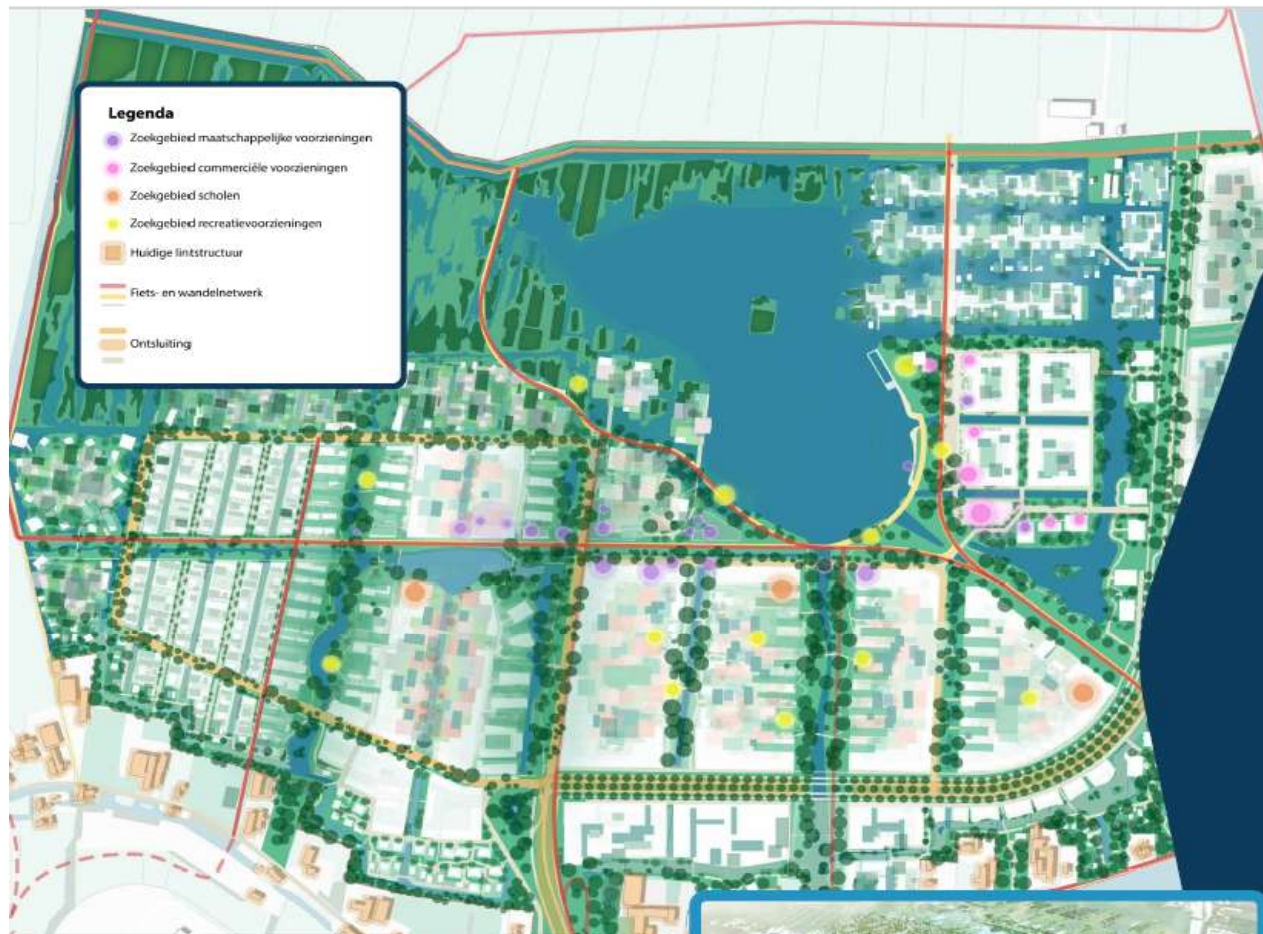 Legenda
Zoekgebied maatschappelijke voorzieningen
Zoekgebied commerciële voorzieningen
Zoekgebied scholen
Zoekgebied recreatievoorzieningen
Huidige lintstructuur
Fiets- en wandelnetwerk
Ontsluiting